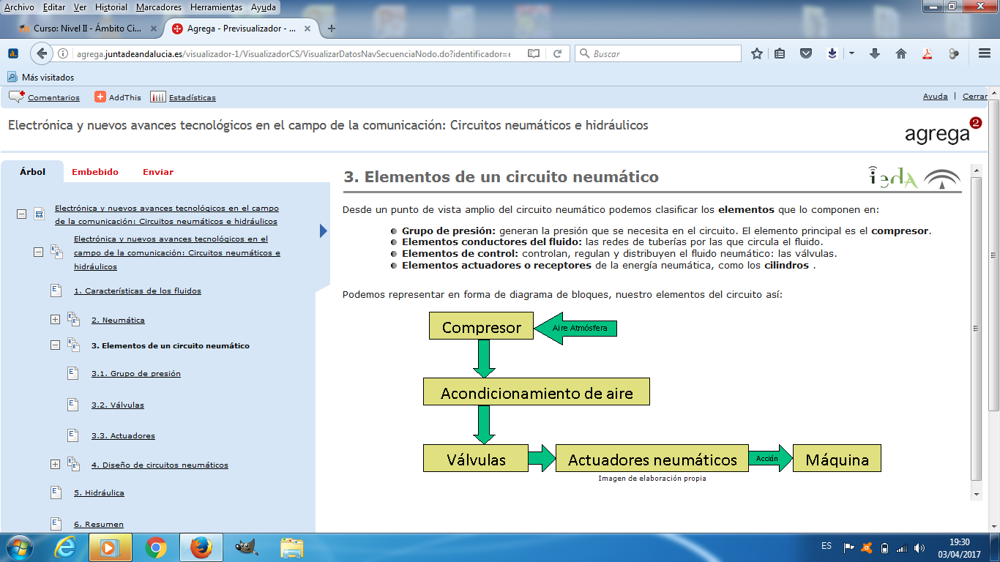 Archivo Editar Ver Historial Marcadores Herramientas Ayuda
Curso: Nivel II - Ámbito Ci... Agrega - Previsualizador - ...
agrega.juntadeandalucia.es/visualizador-1/VisualizadorCS/VisualizarDatosNavSecuenciaNodo.do?identificador=e
Buscar
Más visitados
Comentarios AddThis Estadísticas Ayuda | Cerrar
Electrónica y nuevos avances tecnológicos en el campo de la comunicación: Circuitos neumáticos e hidráulicos
agrega 2
Árbol Embebido Enviar
Electrónica y nuevos avances tecnológicos en el campo
de la comunicación: Circuitos neumáticos e hidráulicos
Electrónica y nuevos avances tecnológicos en el
campo de la comunicación: Circuitos neumáticos e
hidráulicos
1. Características de los fluidos
2. Neumática
3. Elementos de un circuito neumático
3.1. Grupo de presión
3.2. Válvulas
3.3. Actuadores
4. Diseño de circuitos neumáticos
5. Hidráulica
6. Resumen
3. Elementos de un circuito neumático
iedA
Desde un punto de vista amplio del circuito neumático podemos clasificar los elementos que lo componen en:
Grupo de presión: generan la presión que se necesita en el circuito. El elemento principal es el compresor.
Elementos conductores del fluido: las redes de tuberías por las que circula el fluido.
Elementos de control: controlan, regulan y distribuyen el fluido neumático: las válvulas.
Elementos actuadores o receptores de la energía neumática, como los cilindros .
Podemos representar en forma de diagrama de bloques, nuestro elementos del circuito así:
Compresor Aire Atmósfera
Acondicionamiento de aire
Válvulas Actuadores neumáticos Acción Máquina
Imagen de elaboración propia
ES 19:30
03/04/2017